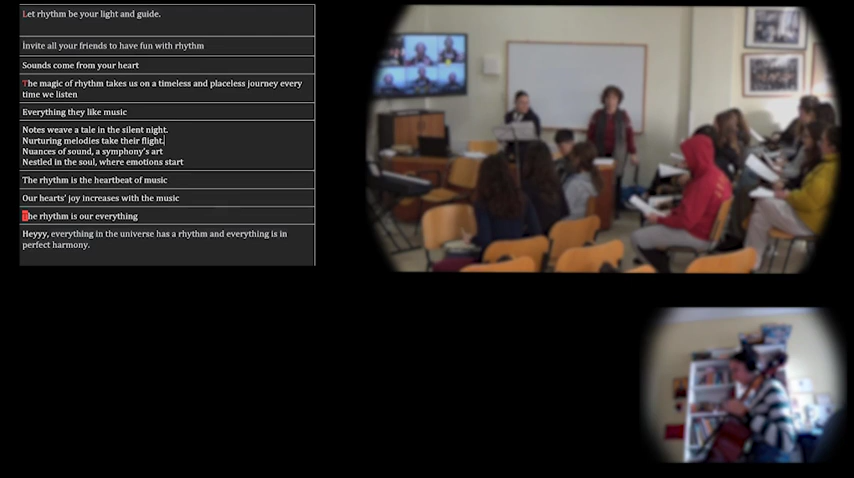 Let rhythm be your light and guide.
Invite all your friends to have fun with rhythm
Sounds come from your heart
The magic of rhythm takes us on a timeless and placeless journey every
time we listen
Everything they like music
Notes weave a tale in the silent night.
Nurturing melodies take their flight.
Nuances of sound, a symphony's art
Nestled in the soul, where emotions start
The rhythm is the heartbeat of music
Our hearts' joy increases with the music
The rhythm is our everything
Heyyy, everything in the universe has a rhythm and everything is in
perfect harmony.